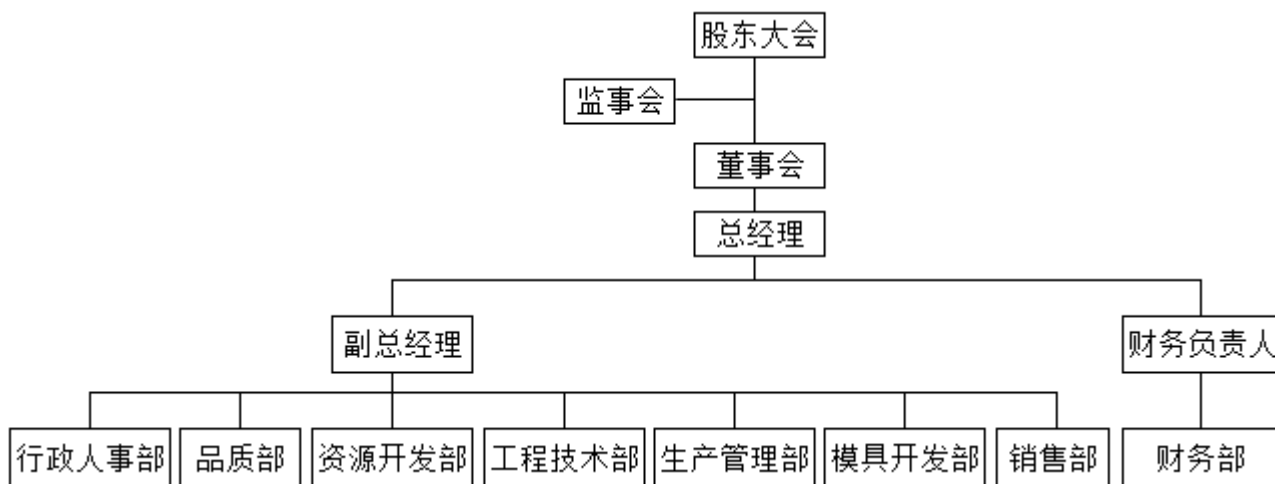 股东大会
监事会
董事会
总经理
副总经理
财务负责人
行政人事部
品质部
资源开发部
工程技术部
生产管理部
模具开发部
销售部
财务部